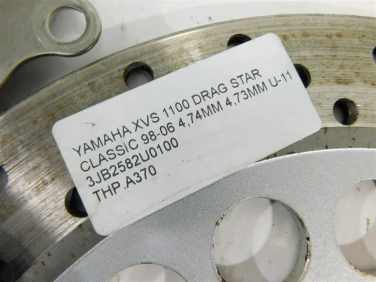 YAMAHA XVS 1100 DRAG STAR
CLASSIC 98-06 4,74MM 4,73MM U-11
3JB2582U0100
THP.A370